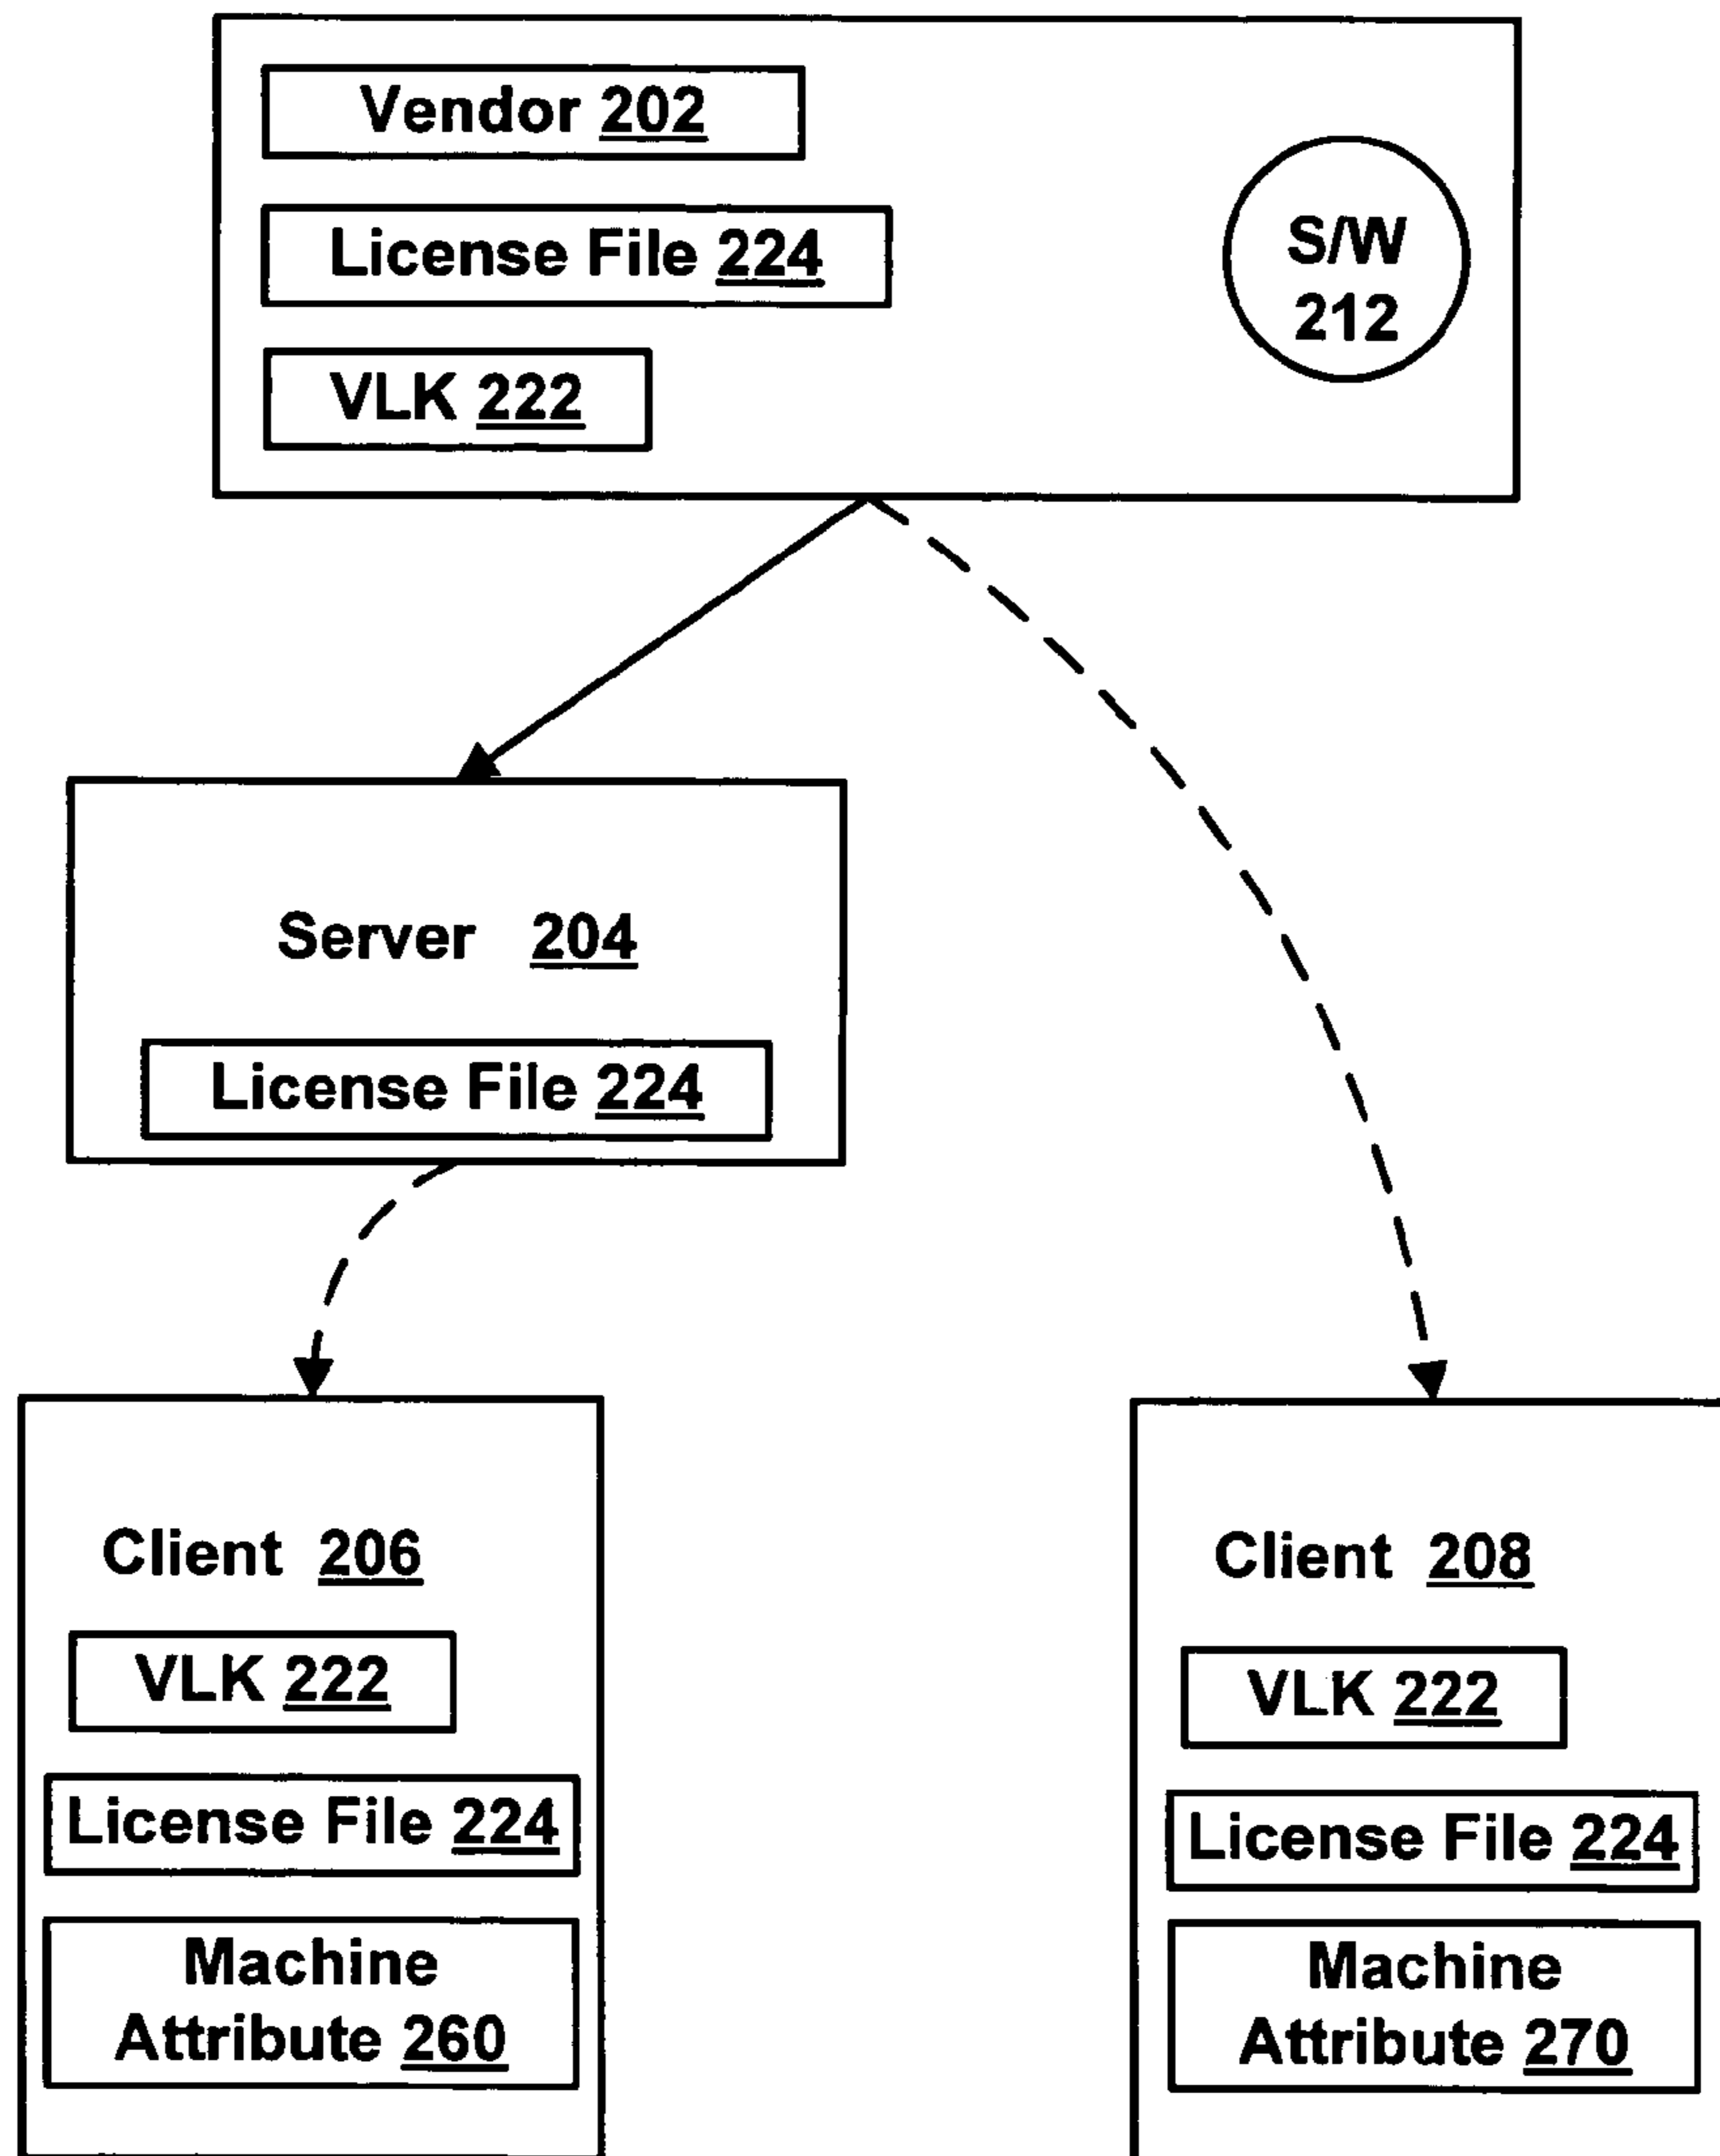 Vendor 202
License File 224
VLK 222
S/W
212
Server 204
License File 224
Client 206
VLK 222
License File 224
Machine
Attribute 260
Client 208
VLK 222
License File 224
Machine
Attribute 270